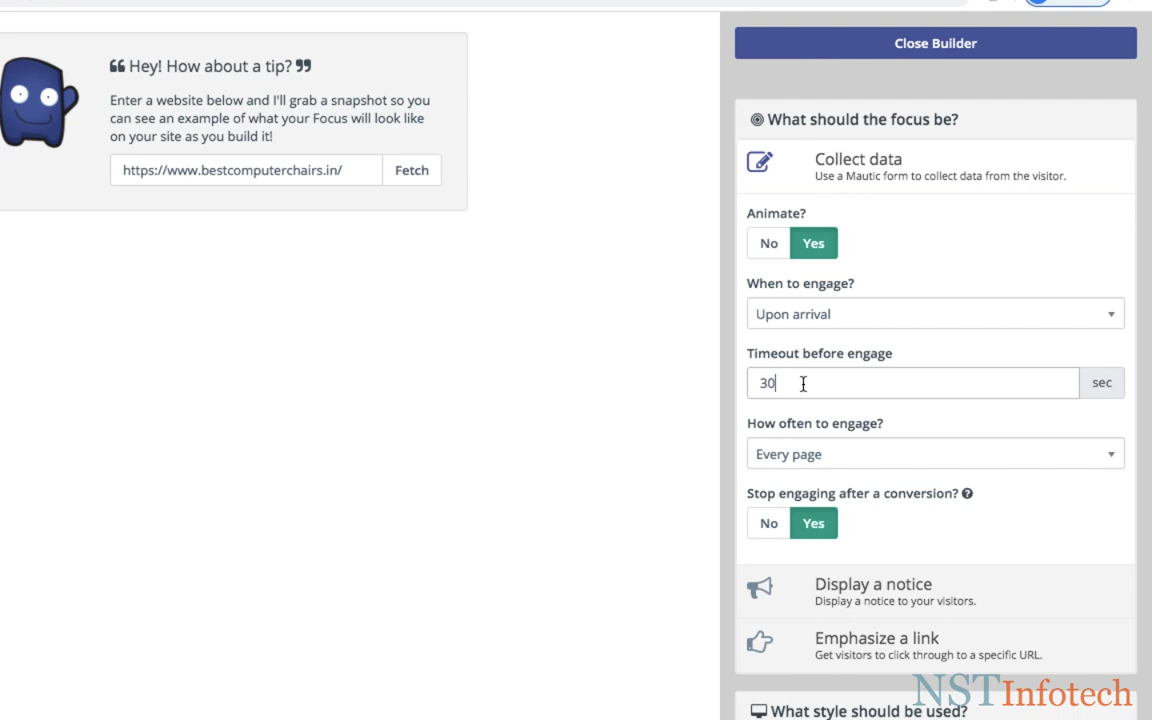 Close Builder
Hey! How about a tip?
Enter a website below and I'll grab a snapshot so you
can see an example of what your Focus will look like
on your site as you build it!
https://www.bestcomputerchairs.in/ Fetch
What should the focus be?
Collect data
Use a Mautic form to collect data from the visitor.
Animate?
No Yes
When to engage?
Upon arrival
Timeout before engage
30 sec
How often to engage?
Every page
Stop engaging after a conversion?
No Yes
Display a notice
Display a notice to your visitors.
Emphasize a link
Get visitors to click through to a specific URL.
NSTInfotech
What style should be used?